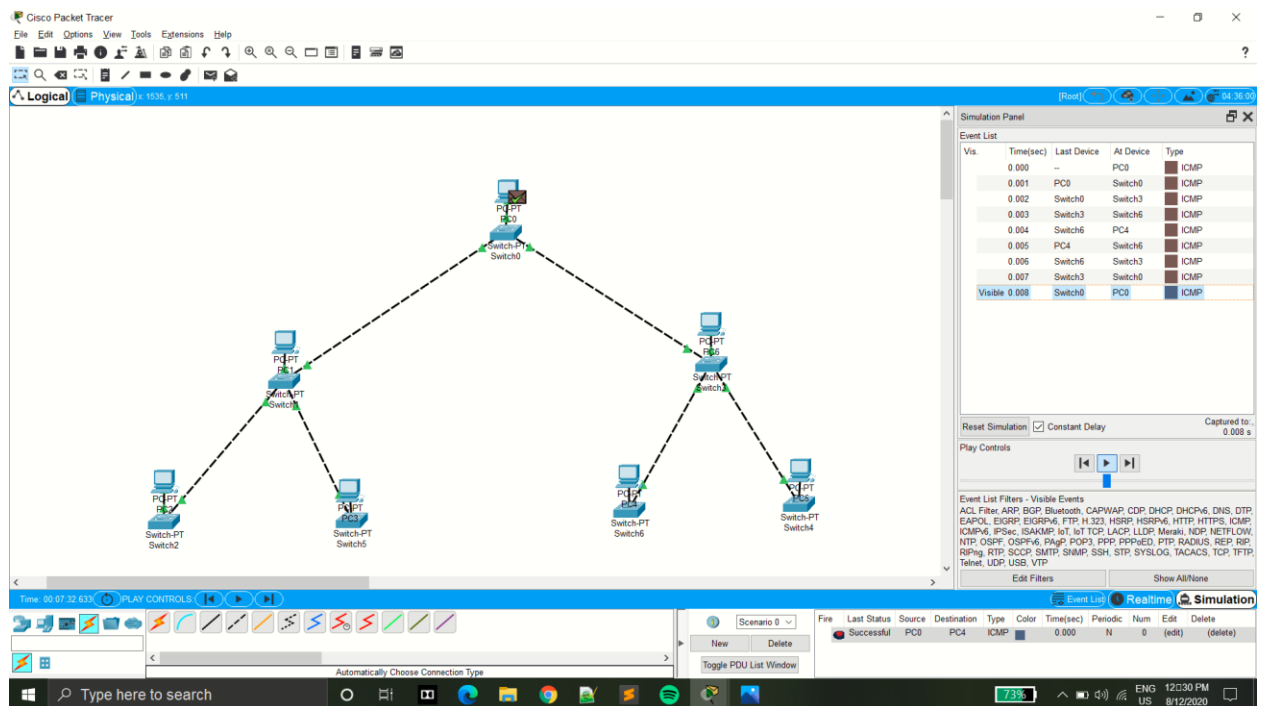 Cisco Packet Tracer
File Edit Options View Tools Extensions Help
?
Logical Physical x: 1535, y: 511 [Root] 04:36:00
Simulation Panel
Event List
Vis. Time(sec) Last Device At Device Type
0.000 -- PC0 ICMP
0.001 PC0 Switch0 ICMP
0.002 Switch0 Switch3 ICMP
0.003 Switch3 Switch6 ICMP
0.004 Switch6 PC4 ICMP
0.005 PC4 Switch6 ICMP
0.006 Switch6 Switch3 ICMP
0.007 Switch3 Switch0 ICMP
Visible 0.008 Switch0 PC0 ICMP
Reset Simulation Constant Delay Captured to:
0.008 s
Play Controls
Event List Filters - Visible Events
ACL Filter, ARP, BGP, Bluetooth, CAPWAP, CDP, DHCP, DHCPv6, DNS, DTP,
EAPOL, EIGRP, EIGRPv6, FTP, H.323, HSRP, HSRPv6, HTTP, HTTPS, ICMP,
ICMPv6, IPSec, ISAKMP, IoT, IoT TCP, LACP, LLDP, Meraki, NDP, NETFLOW,
NTP, OSPF, OSPFv6, PAgP, POP3, PPP, PPPoED, PTP, RADIUS, REP, RIP,
RIPng, RTP, SCCP, SMTP, SNMP, SSH, STP, SYSLOG, TACACS, TCP, TFTP,
Telnet, UDP, USB, VTP
Edit Filters Show All/None
PC-PT
PC0
Switch-PT
Switch0
PC-PT
PC1
Switch-PT
PC-PT
PC6
Switch-PT
PC-PT
Switch-PT
Switch2
PC-PT
PC3
Switch-PT
Switch5
PC-PT
PC4
Switch-PT
Switch6
PC-PT
PC5
Switch-PT
Switch4
Time: 00:07:32.633 PLAY CONTROLS: Event List Realtime Simulation
Automatically Choose Connection Type
Scenario 0
New Delete
Toggle PDU List Window
Fire Last Status Source Destination Type Color Time(sec) Periodic Num Edit Delete
Successful PC0 PC4 ICMP 0.000 N 0 (edit) (delete)
Type here to search
73% ENG 12:30 PM
US 8/12/2020